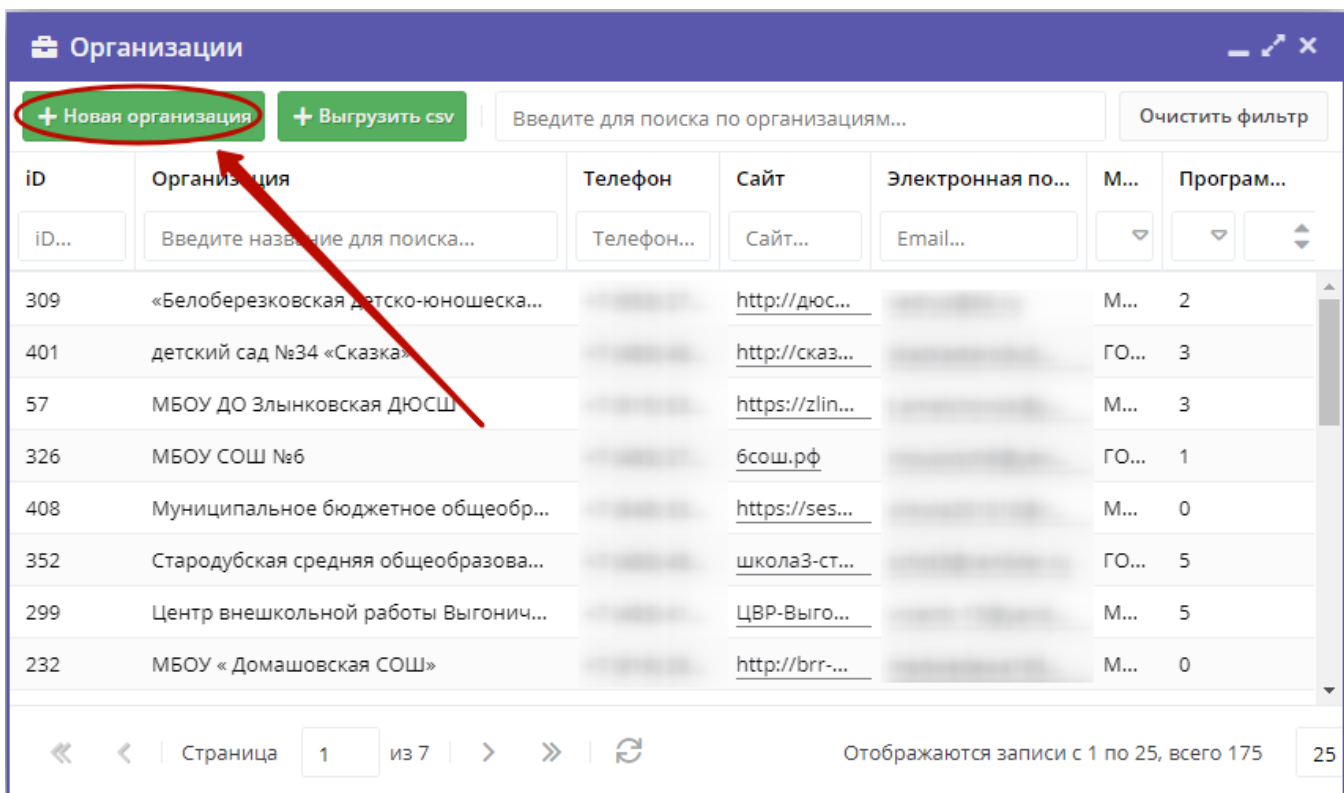 Организации
+ Новая организация + Выгрузить csv Введите для поиска по организациям... Очистить фильтр
iD Организация Телефон Сайт Электронная по... М... Програм...
iD... Введите название для поиска... Телефон... Сайт... Email...
309 «Белоберезковская детско-юношеска... http://дюс... М... 2
401 детский сад №34 «Сказка» http://сказ... ГО... 3
57 МБОУ ДО Злынковская ДЮСШ https://zlin... М... 3
326 МБОУ СОШ №6 6сош.рф ГО... 1
408 Муниципальное бюджетное общеобр... https://ses... М... 0
352 Стародубская средняя общеобразова... школа3-ст... ГО... 5
299 Центр внешкольной работы Выгонич... ЦВР-Выго... М... 5
232 МБОУ « Домашовская СОШ» http://brr-... М... 0
Страница 1 из 7 Отображаются записи с 1 по 25, всего 175 25